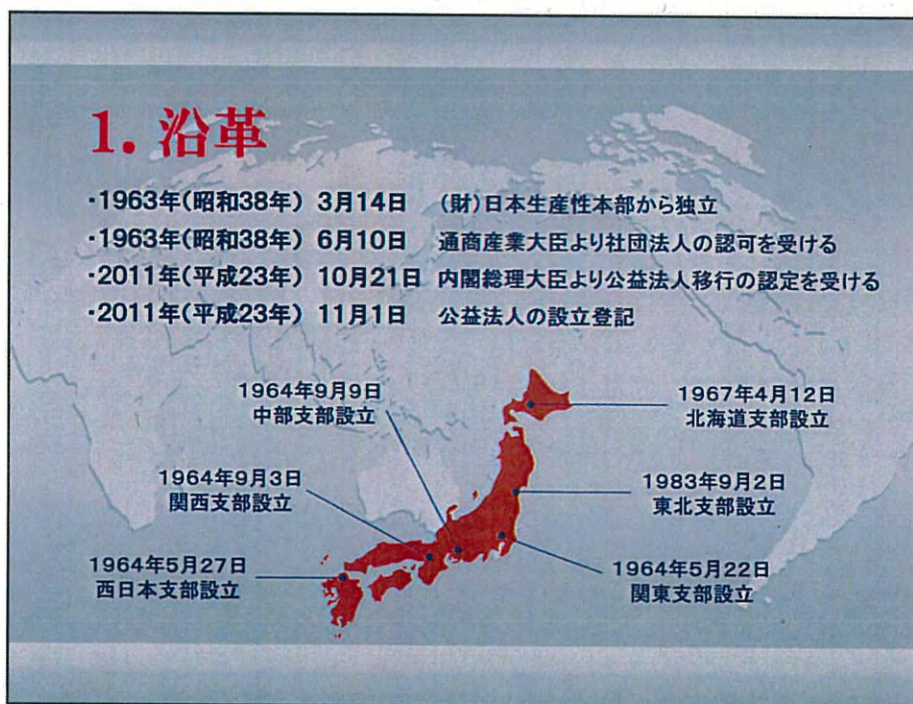 1. 沿革
・1963年(昭和38年) 3月14日 (財)日本生産性本部から独立
・1963年(昭和38年) 6月10日 通商産業大臣より社団法人の認可を受ける
・2011年(平成23年) 10月21日 内閣総理大臣より公益法人移行の認定を受ける
・2011年(平成23年) 11月1日 公益法人の設立登記
1964年9月9日
中部支部設立
1967年4月12日
北海道支部設立
1964年9月3日
関西支部設立
1983年9月2日
東北支部設立
1964年5月27日
西日本支部設立
1964年5月22日
関東支部設立